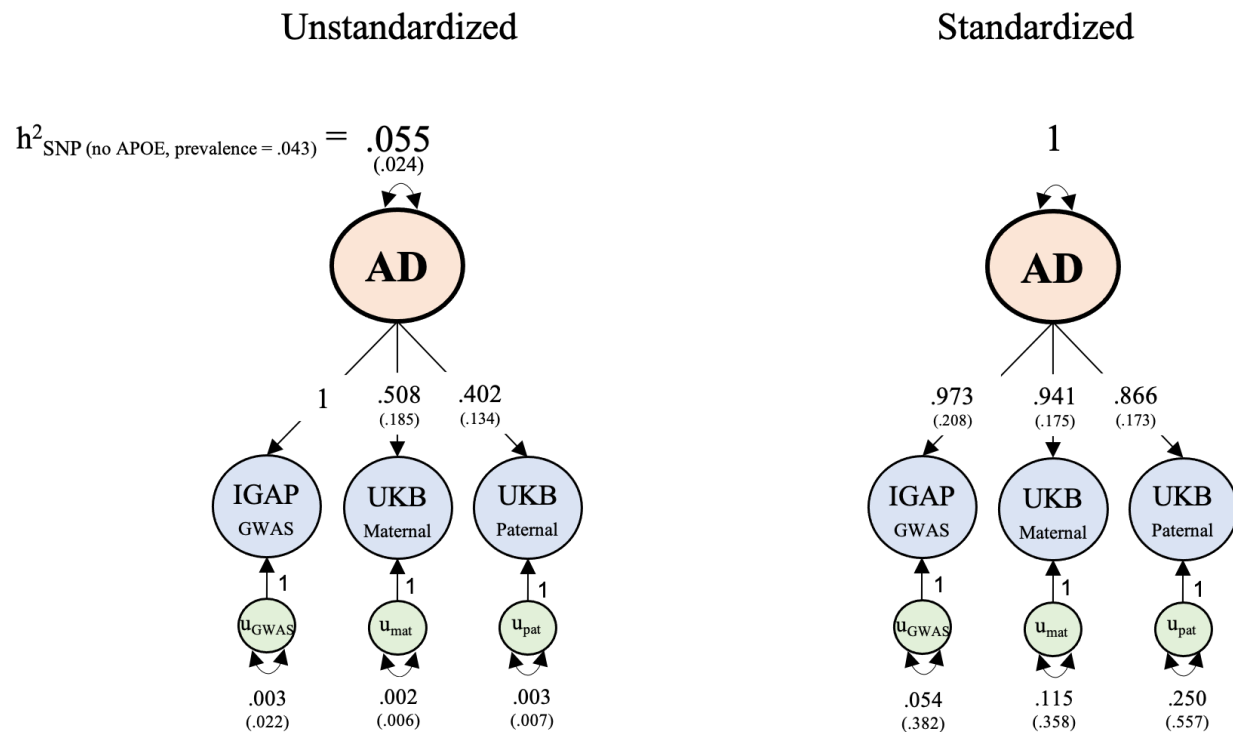 Unstandardized
Standardized
h²SNP (no APOE, prevalence = .043) = .055
(.024)
1
AD
AD
1
.508
(.185)
.402
(.134)
.973
(.208)
.941
(.175)
.866
(.173)
IGAP
GWAS
UKB
Maternal
UKB
Paternal
IGAP
GWAS
UKB
Maternal
UKB
Paternal
1
1
1
1
1
1
uGWAS
umat
upat
uGWAS
umat
upat
.003
(.022)
.002
(.006)
.003
(.007)
.054
(.382)
.115
(.358)
.250
(.557)